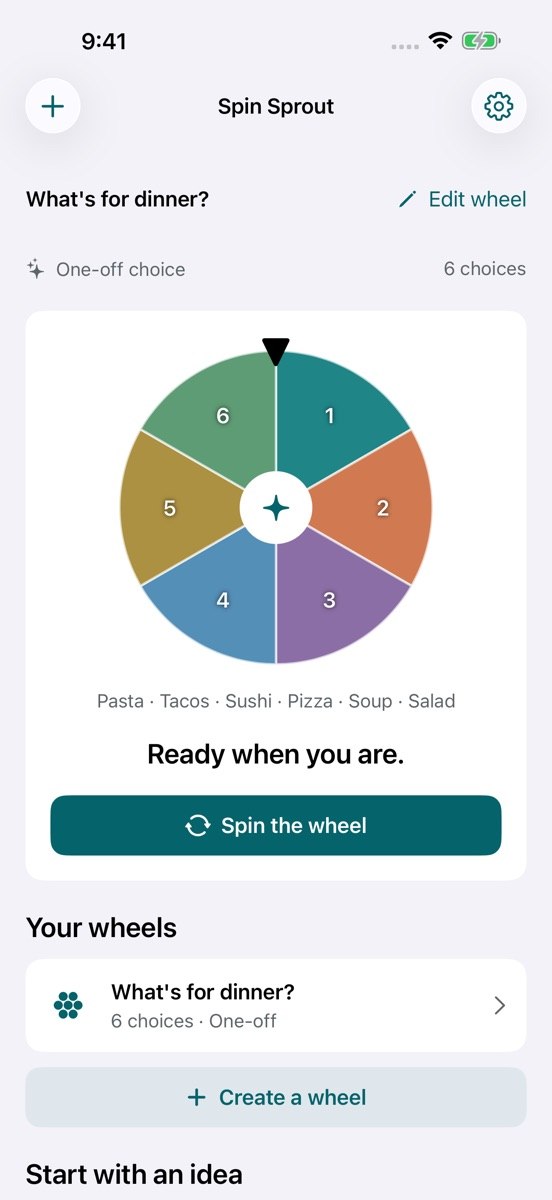 9:41
Spin Sprout
What's for dinner?
Edit wheel
One-off choice
6 choices
6
1
5
2
4
3
Pasta · Tacos · Sushi · Pizza · Soup · Salad
Ready when you are.
Spin the wheel
Your wheels
What's for dinner?
6 choices · One-off
Create a wheel
Start with an idea